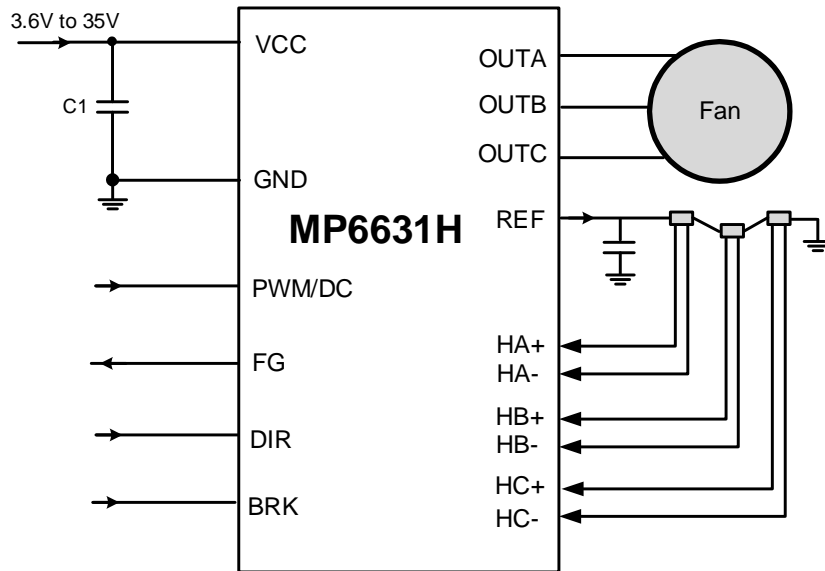 3.6V to 35V
VCC
C1
GND
MP6631H
PWM/DC
FG
DIR
BRK
OUTA
OUTB
OUTC
Fan
REF
HA+
HA-
HB+
HB-
HC+
HC-